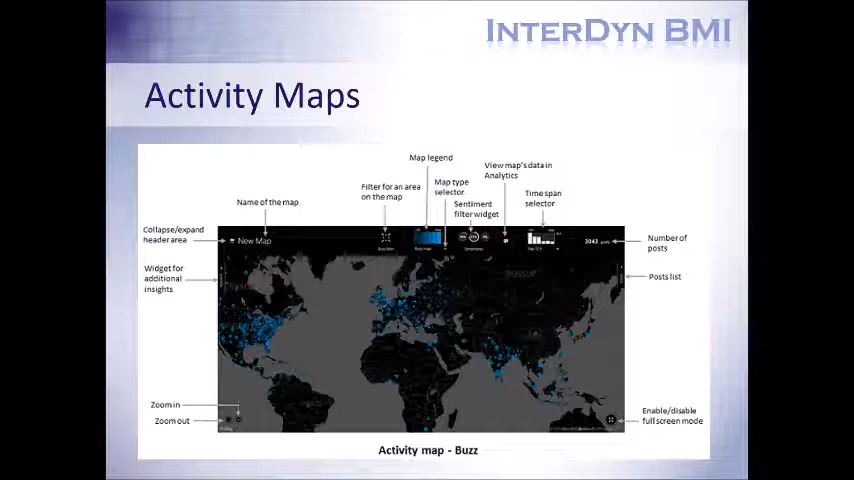 INTERDYN BMI
Activity Maps
Map legend
View map's data in
Analytics
Filter for an area
on the map
Map type
selector
Time span
selector
Name of the map
Sentiment
filter widget
Collapse/expand
header area
New Map
3043 posts
Number of
posts
Widget for
additional
insights
Posts list
Zoom in
Zoom out
Enable/disable
full screen mode
Activity map - Buzz